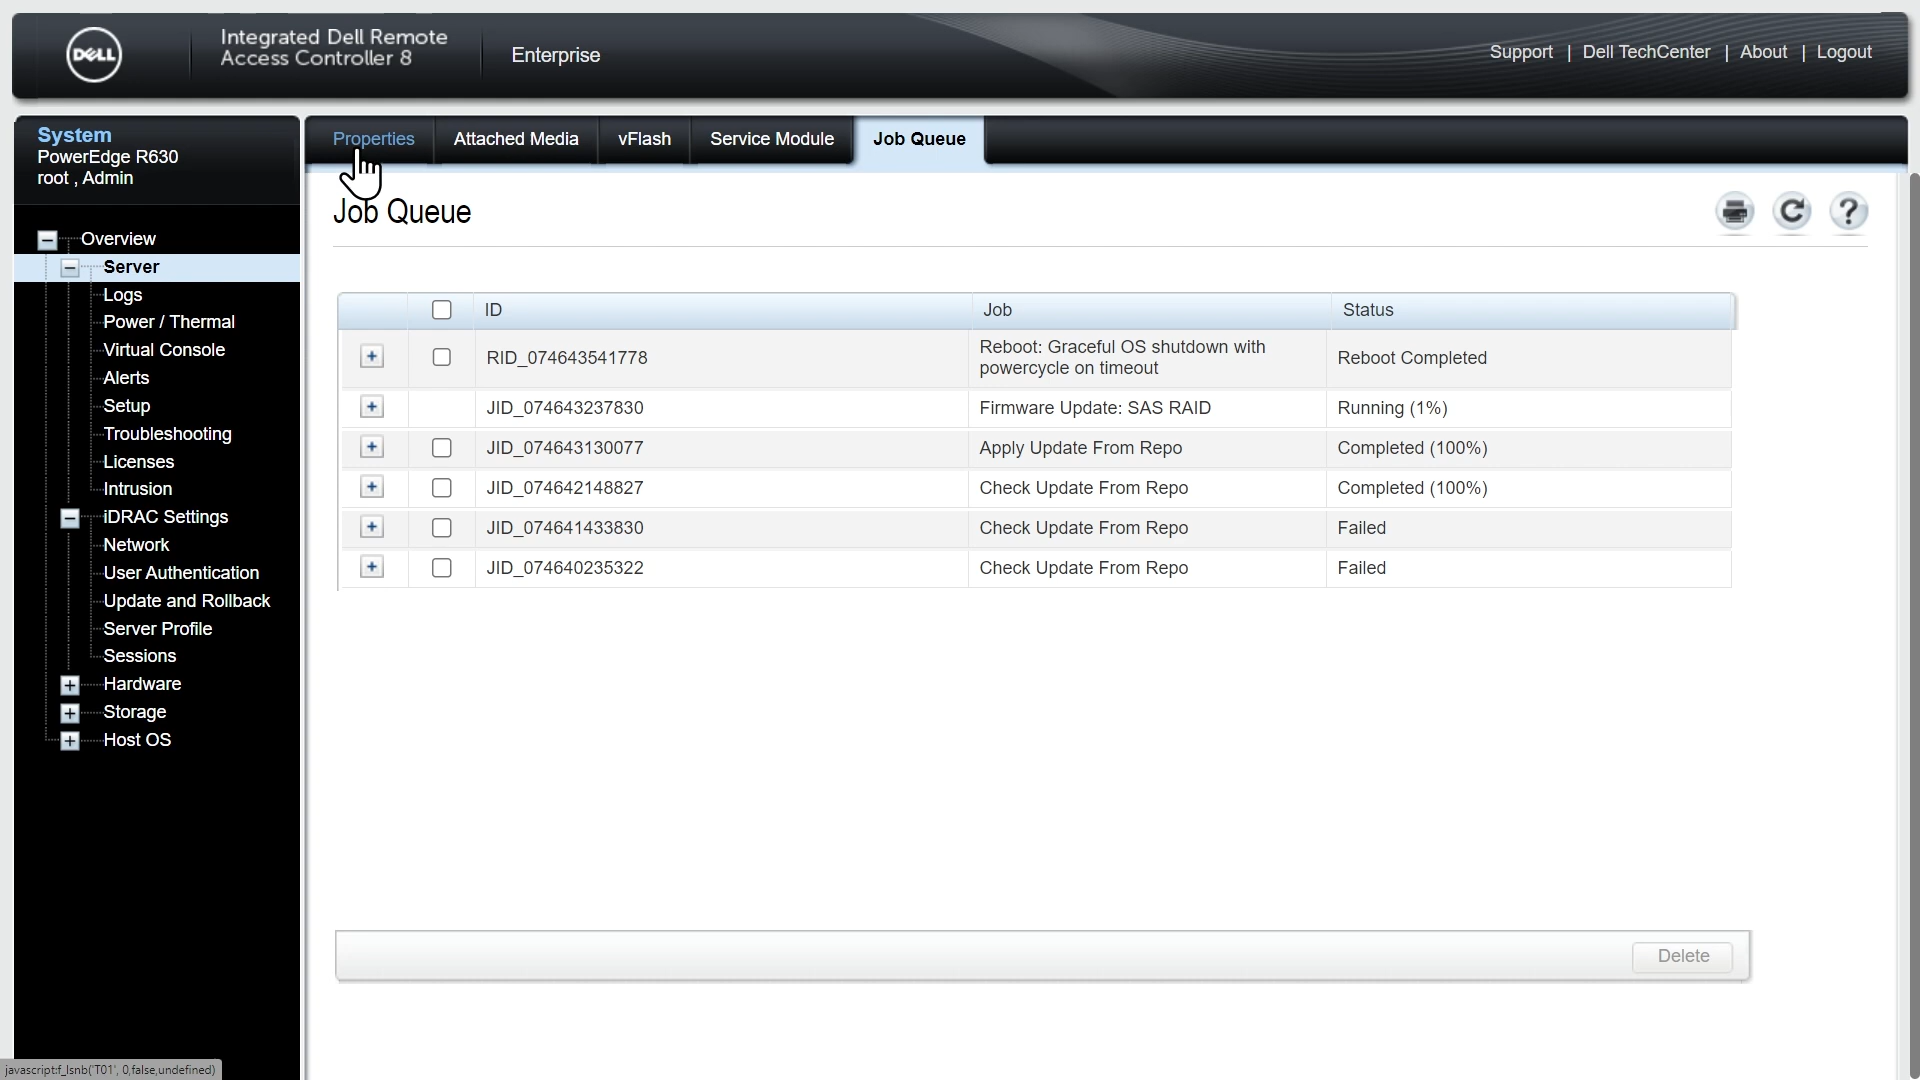 DELL
Integrated Dell Remote
Access Controller 8
Enterprise
Support | Dell TechCenter | About | Logout
System
PowerEdge R630
root , Admin
Properties
Attached Media
vFlash
Service Module
Job Queue
Overview
Server
Logs
Power / Thermal
Virtual Console
Alerts
Setup
Troubleshooting
Licenses
Intrusion
iDRAC Settings
Network
User Authentication
Update and Rollback
Server Profile
Sessions
Hardware
Storage
Host OS
Job Queue
ID Job Status
RID_074643541778 Reboot: Graceful OS shutdown with Reboot Completed
powercycle on timeout
JID_074643237830 Firmware Update: SAS RAID Running (1%)
JID_074643130077 Apply Update From Repo Completed (100%)
JID_074642148827 Check Update From Repo Completed (100%)
JID_074641433830 Check Update From Repo Failed
JID_074640235322 Check Update From Repo Failed
Delete
javascript:f_lsnb('T01', 0,false,undefined)